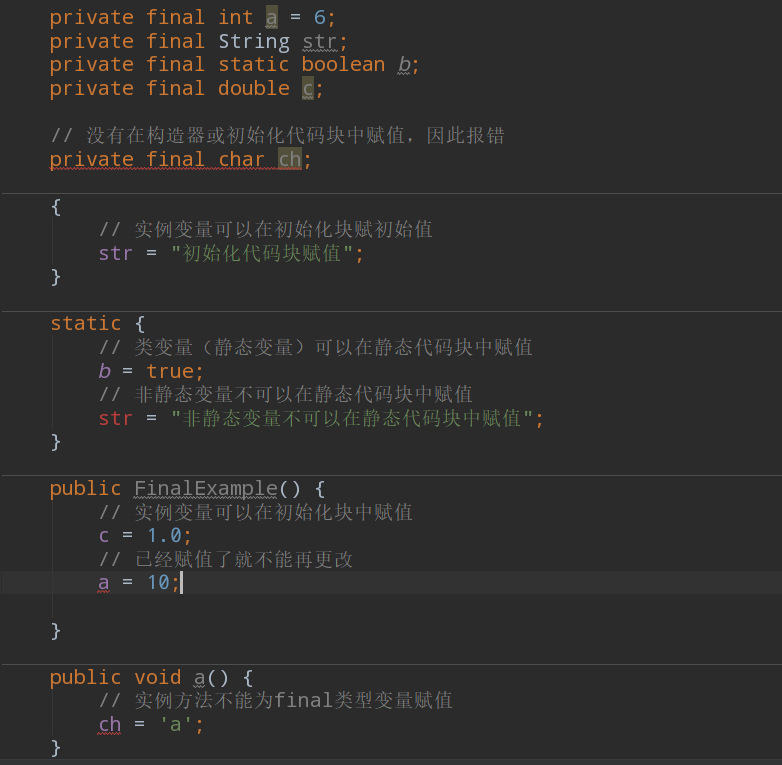 private final int a = 6;
private final String str;
private final static boolean b;
private final double c;
// 没有在构造器或初始化代码块中赋值，因此报错
private final char ch;
{
// 实例变量可以在初始化块赋初始值
str = "初始化代码块赋值";
}
static {
// 类变量（静态变量）可以在静态代码块中赋值
b = true;
// 非静态变量不可以在静态代码块中赋值
str = "非静态变量不可以在静态代码块中赋值";
}
public FinalExample() {
// 实例变量可以在初始化块中赋值
c = 1.0;
// 已经赋值了就不能再更改
a = 10;
}
public void a() {
// 实例方法不能为final类型变量赋值
ch = 'a';
}